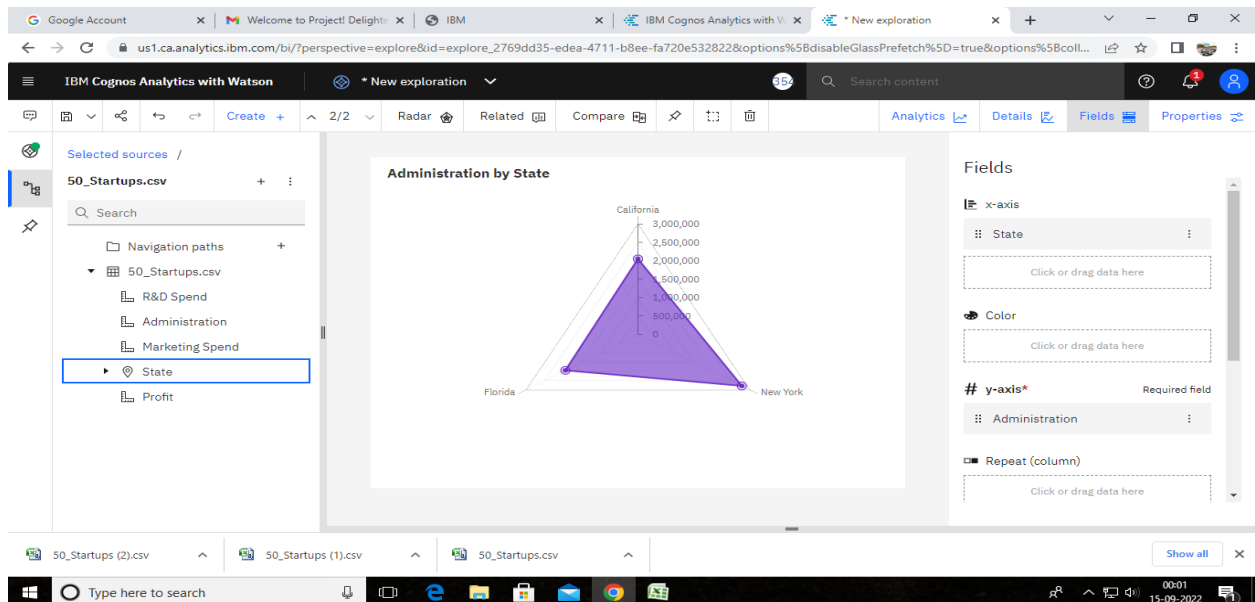 Google Account
Welcome to Project! Delighte
IBM
IBM Cognos Analytics with W
* New exploration
us1.ca.analytics.ibm.com/bi/?perspective=explore&id=explore_2769dd35-edea-4711-b8ee-fa720e532822&options%5BdisableGlassPrefetch%5D=true&options%5Bcoll...
IBM Cognos Analytics with Watson
* New exploration
354
Search content
1
Create +
2/2
Radar
Related
Compare
Analytics
Details
Fields
Properties
Selected sources /
50_Startups.csv
Search
Navigation paths
50_Startups.csv
R&D Spend
Administration
Marketing Spend
State
Profit
Administration by State
California
3,000,000
2,500,000
2,000,000
1,500,000
1,000,000
500,000
0
Florida
New York
Fields
x-axis
State
Click or drag data here
Color
Click or drag data here
# y-axis*
Required field
Administration
Repeat (column)
Click or drag data here
50_Startups (2).csv
50_Startups (1).csv
50_Startups.csv
Show all
Type here to search
00:01
15-09-2022